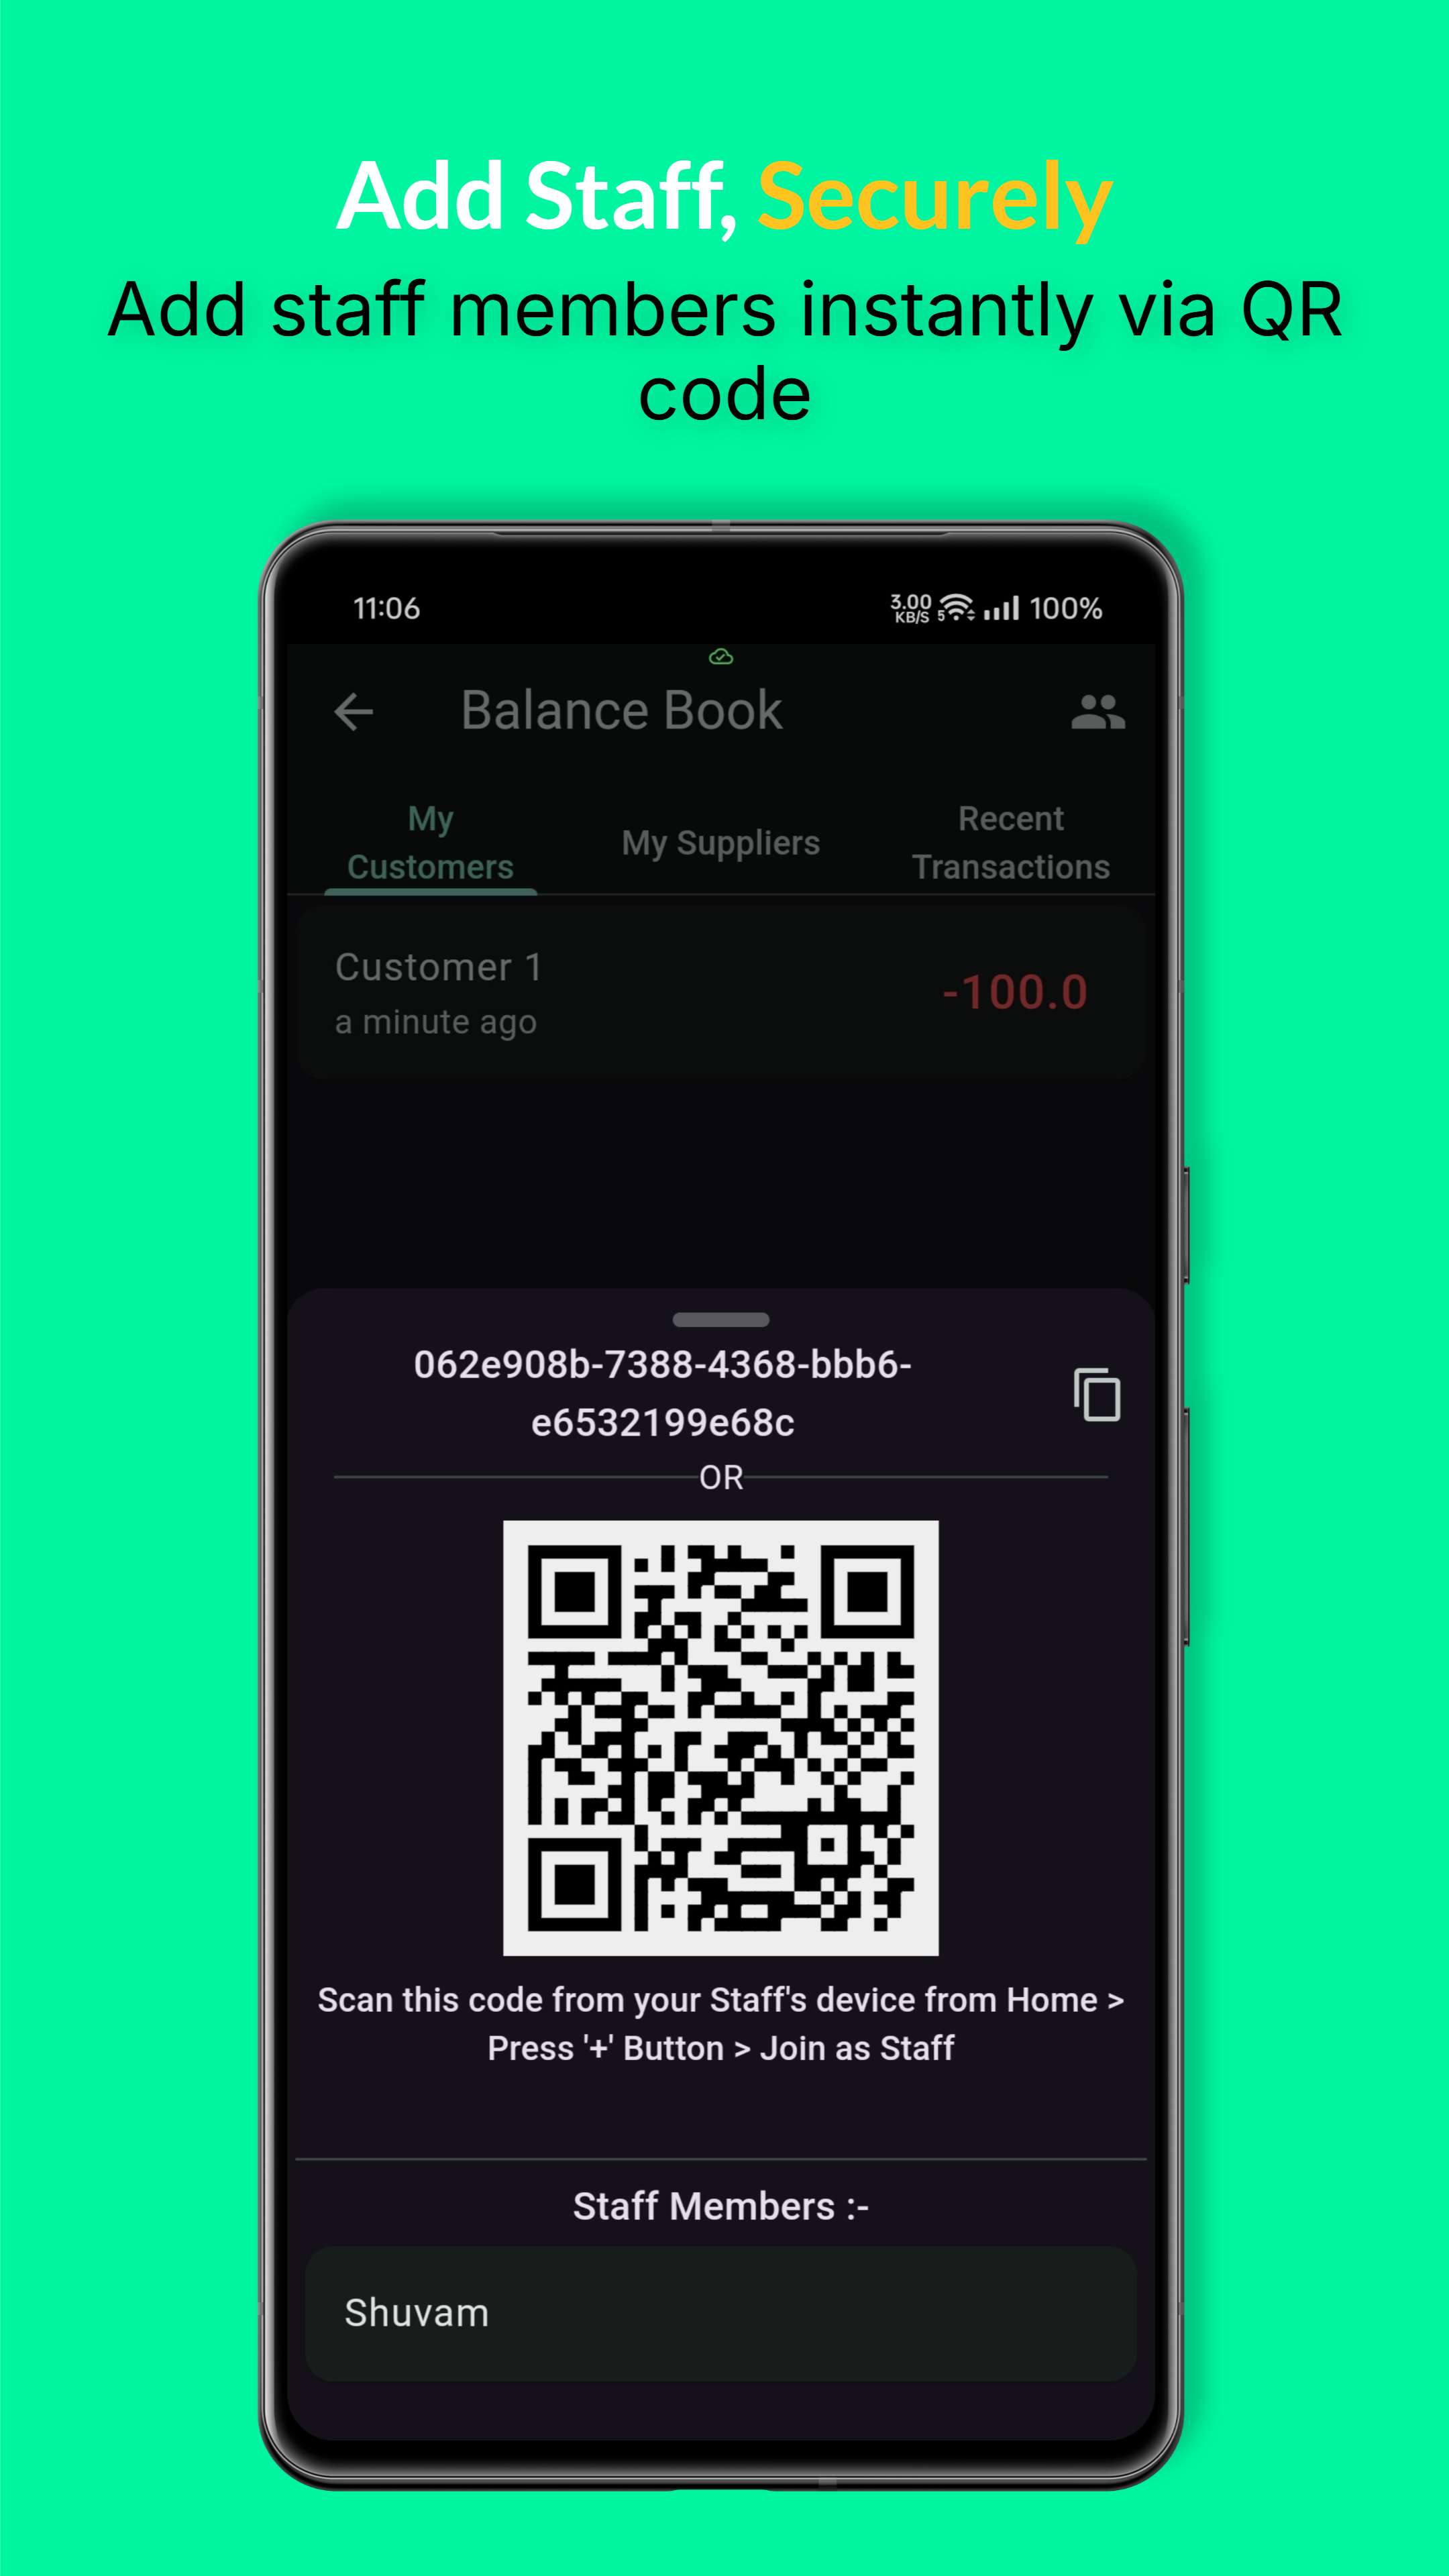 Add Staff, Securely
Add staff members instantly via QR
code
11:06
3.00
KB/S
5
100%
Balance Book
My
Customers
My Suppliers
Recent
Transactions
Customer 1
a minute ago
-100.0
062e908b-7388-4368-bbb6-
e6532199e68c
OR
Scan this code from your Staff's device from Home >
Press '+' Button > Join as Staff
Staff Members :-
Shuvam